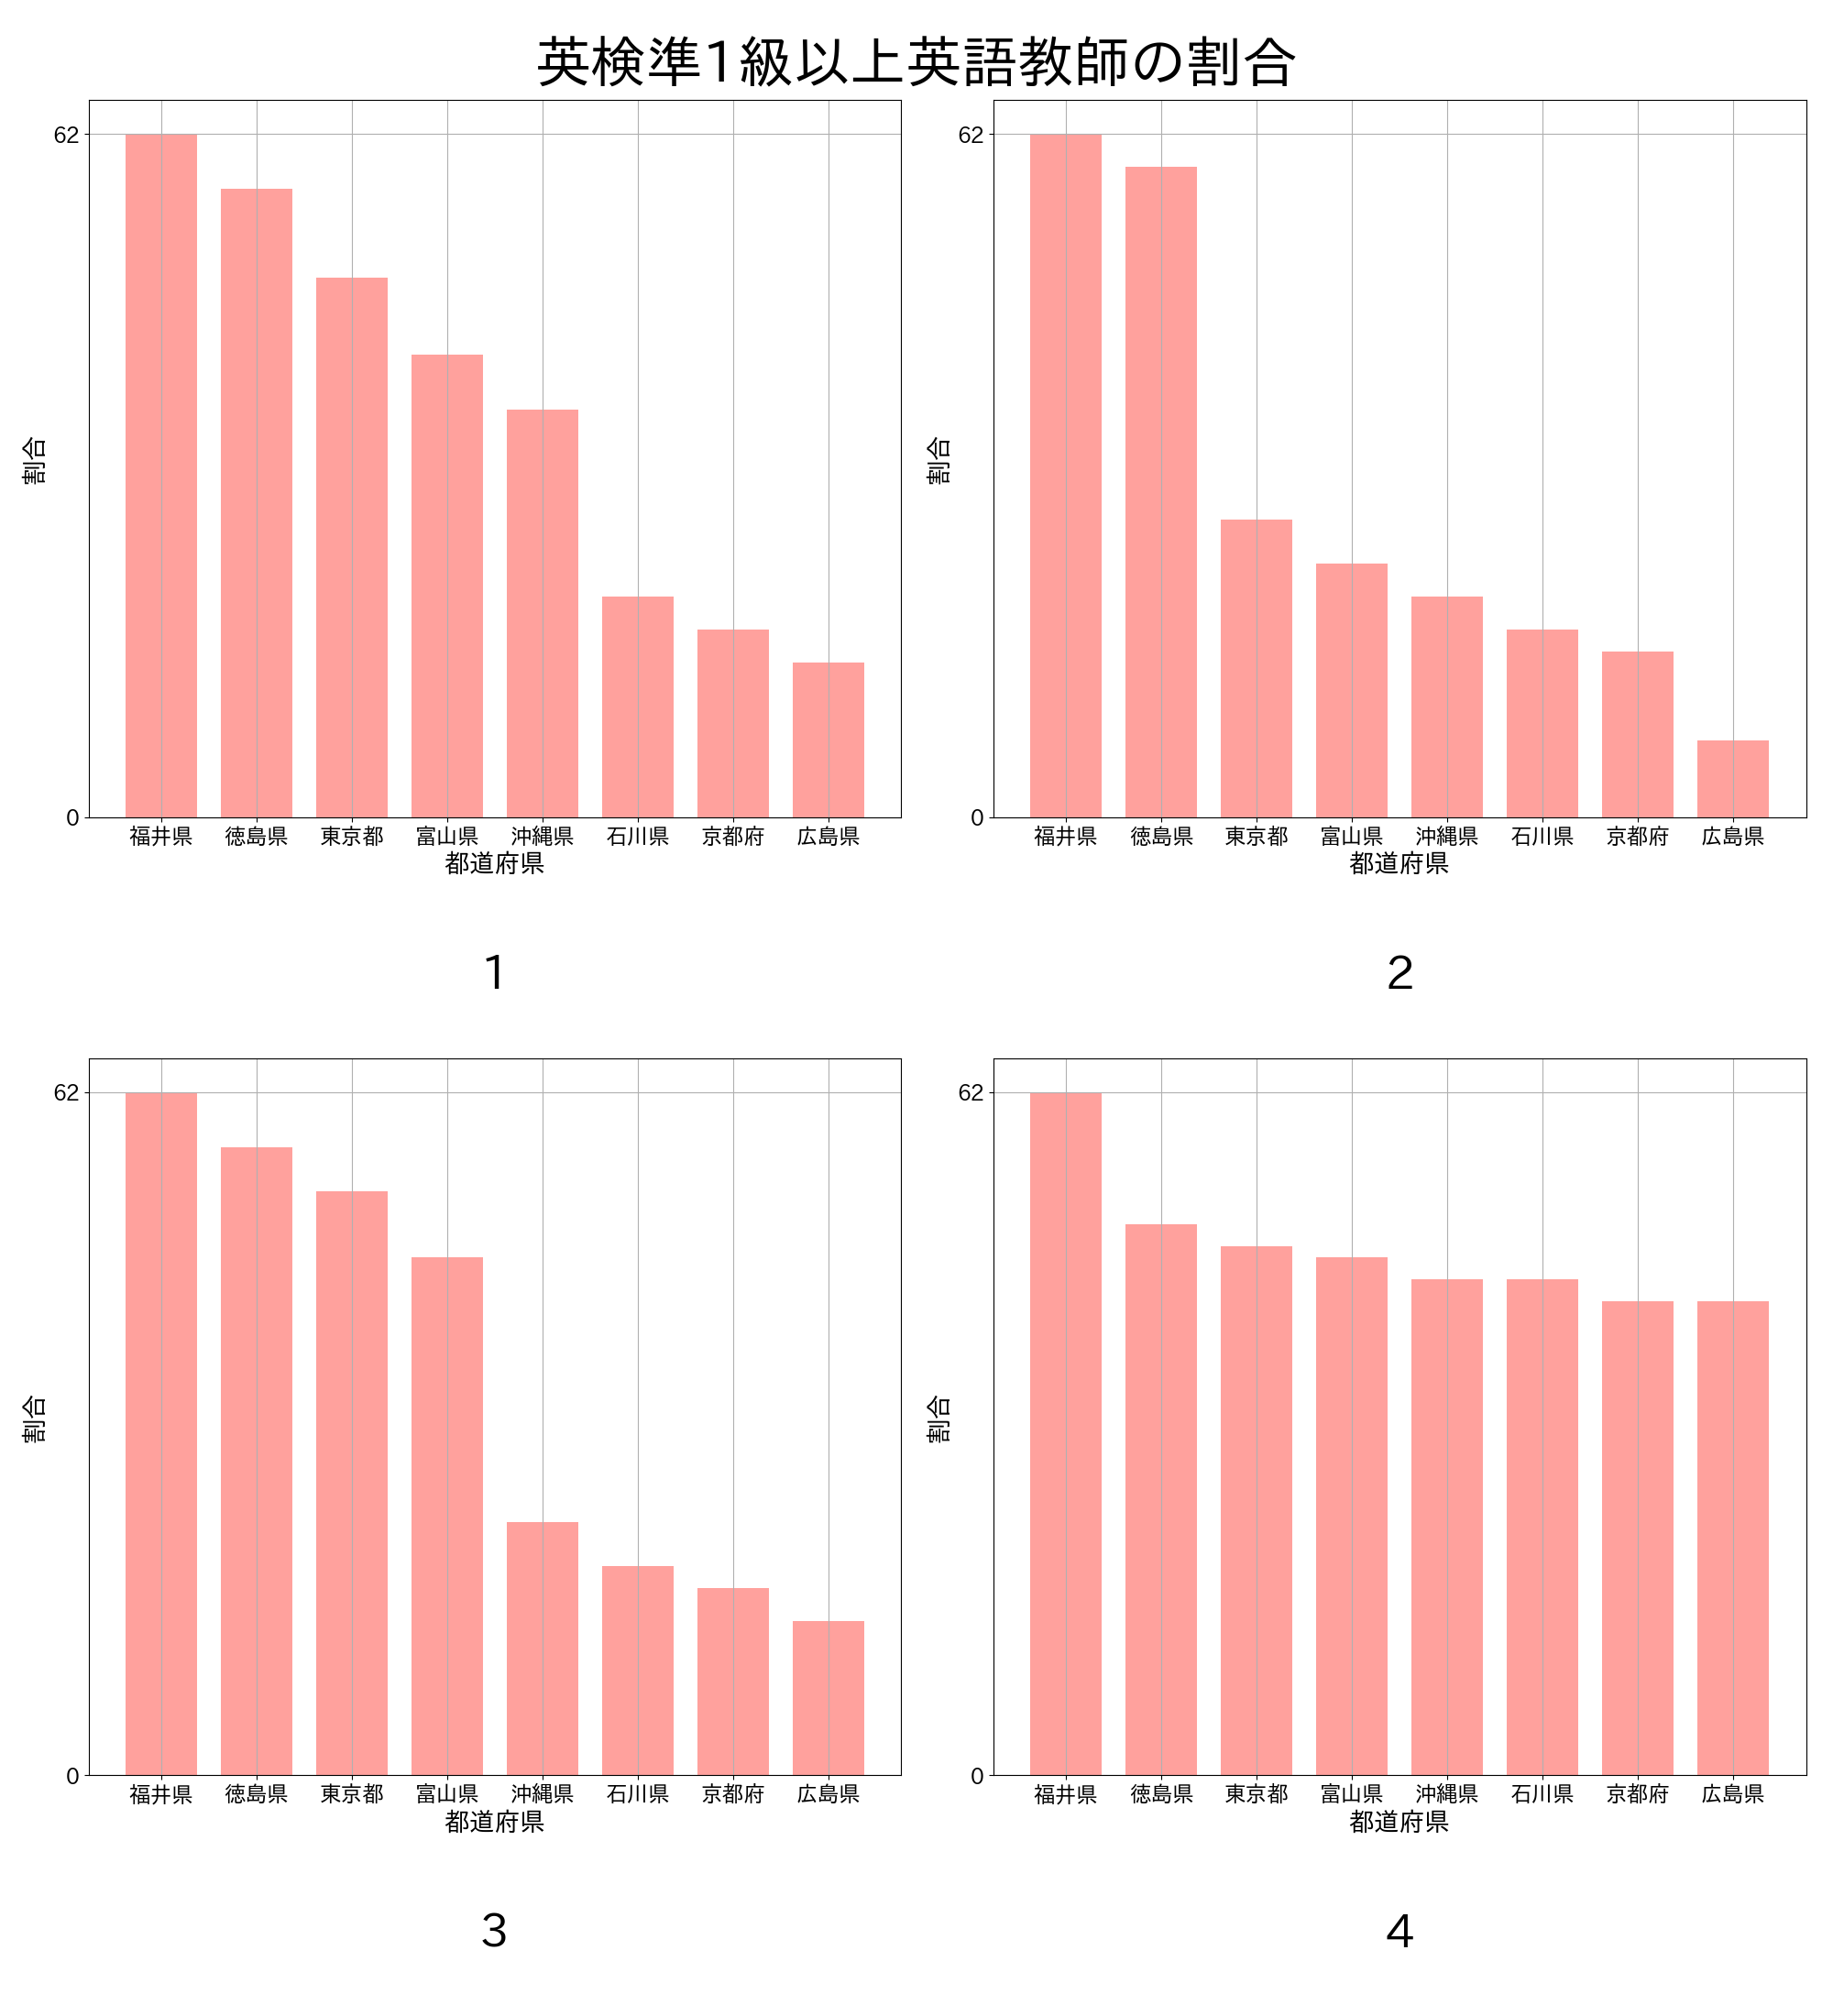 英検準1級以上英語教師の割合
62
0
割合
福井県 徳島県 東京都 富山県 沖縄県 石川県 京都府 広島県
都道府県
1
62
0
割合
福井県 徳島県 東京都 富山県 沖縄県 石川県 京都府 広島県
都道府県
2
62
0
割合
福井県 徳島県 東京都 富山県 沖縄県 石川県 京都府 広島県
都道府県
3
62
0
割合
福井県 徳島県 東京都 富山県 沖縄県 石川県 京都府 広島県
都道府県
4